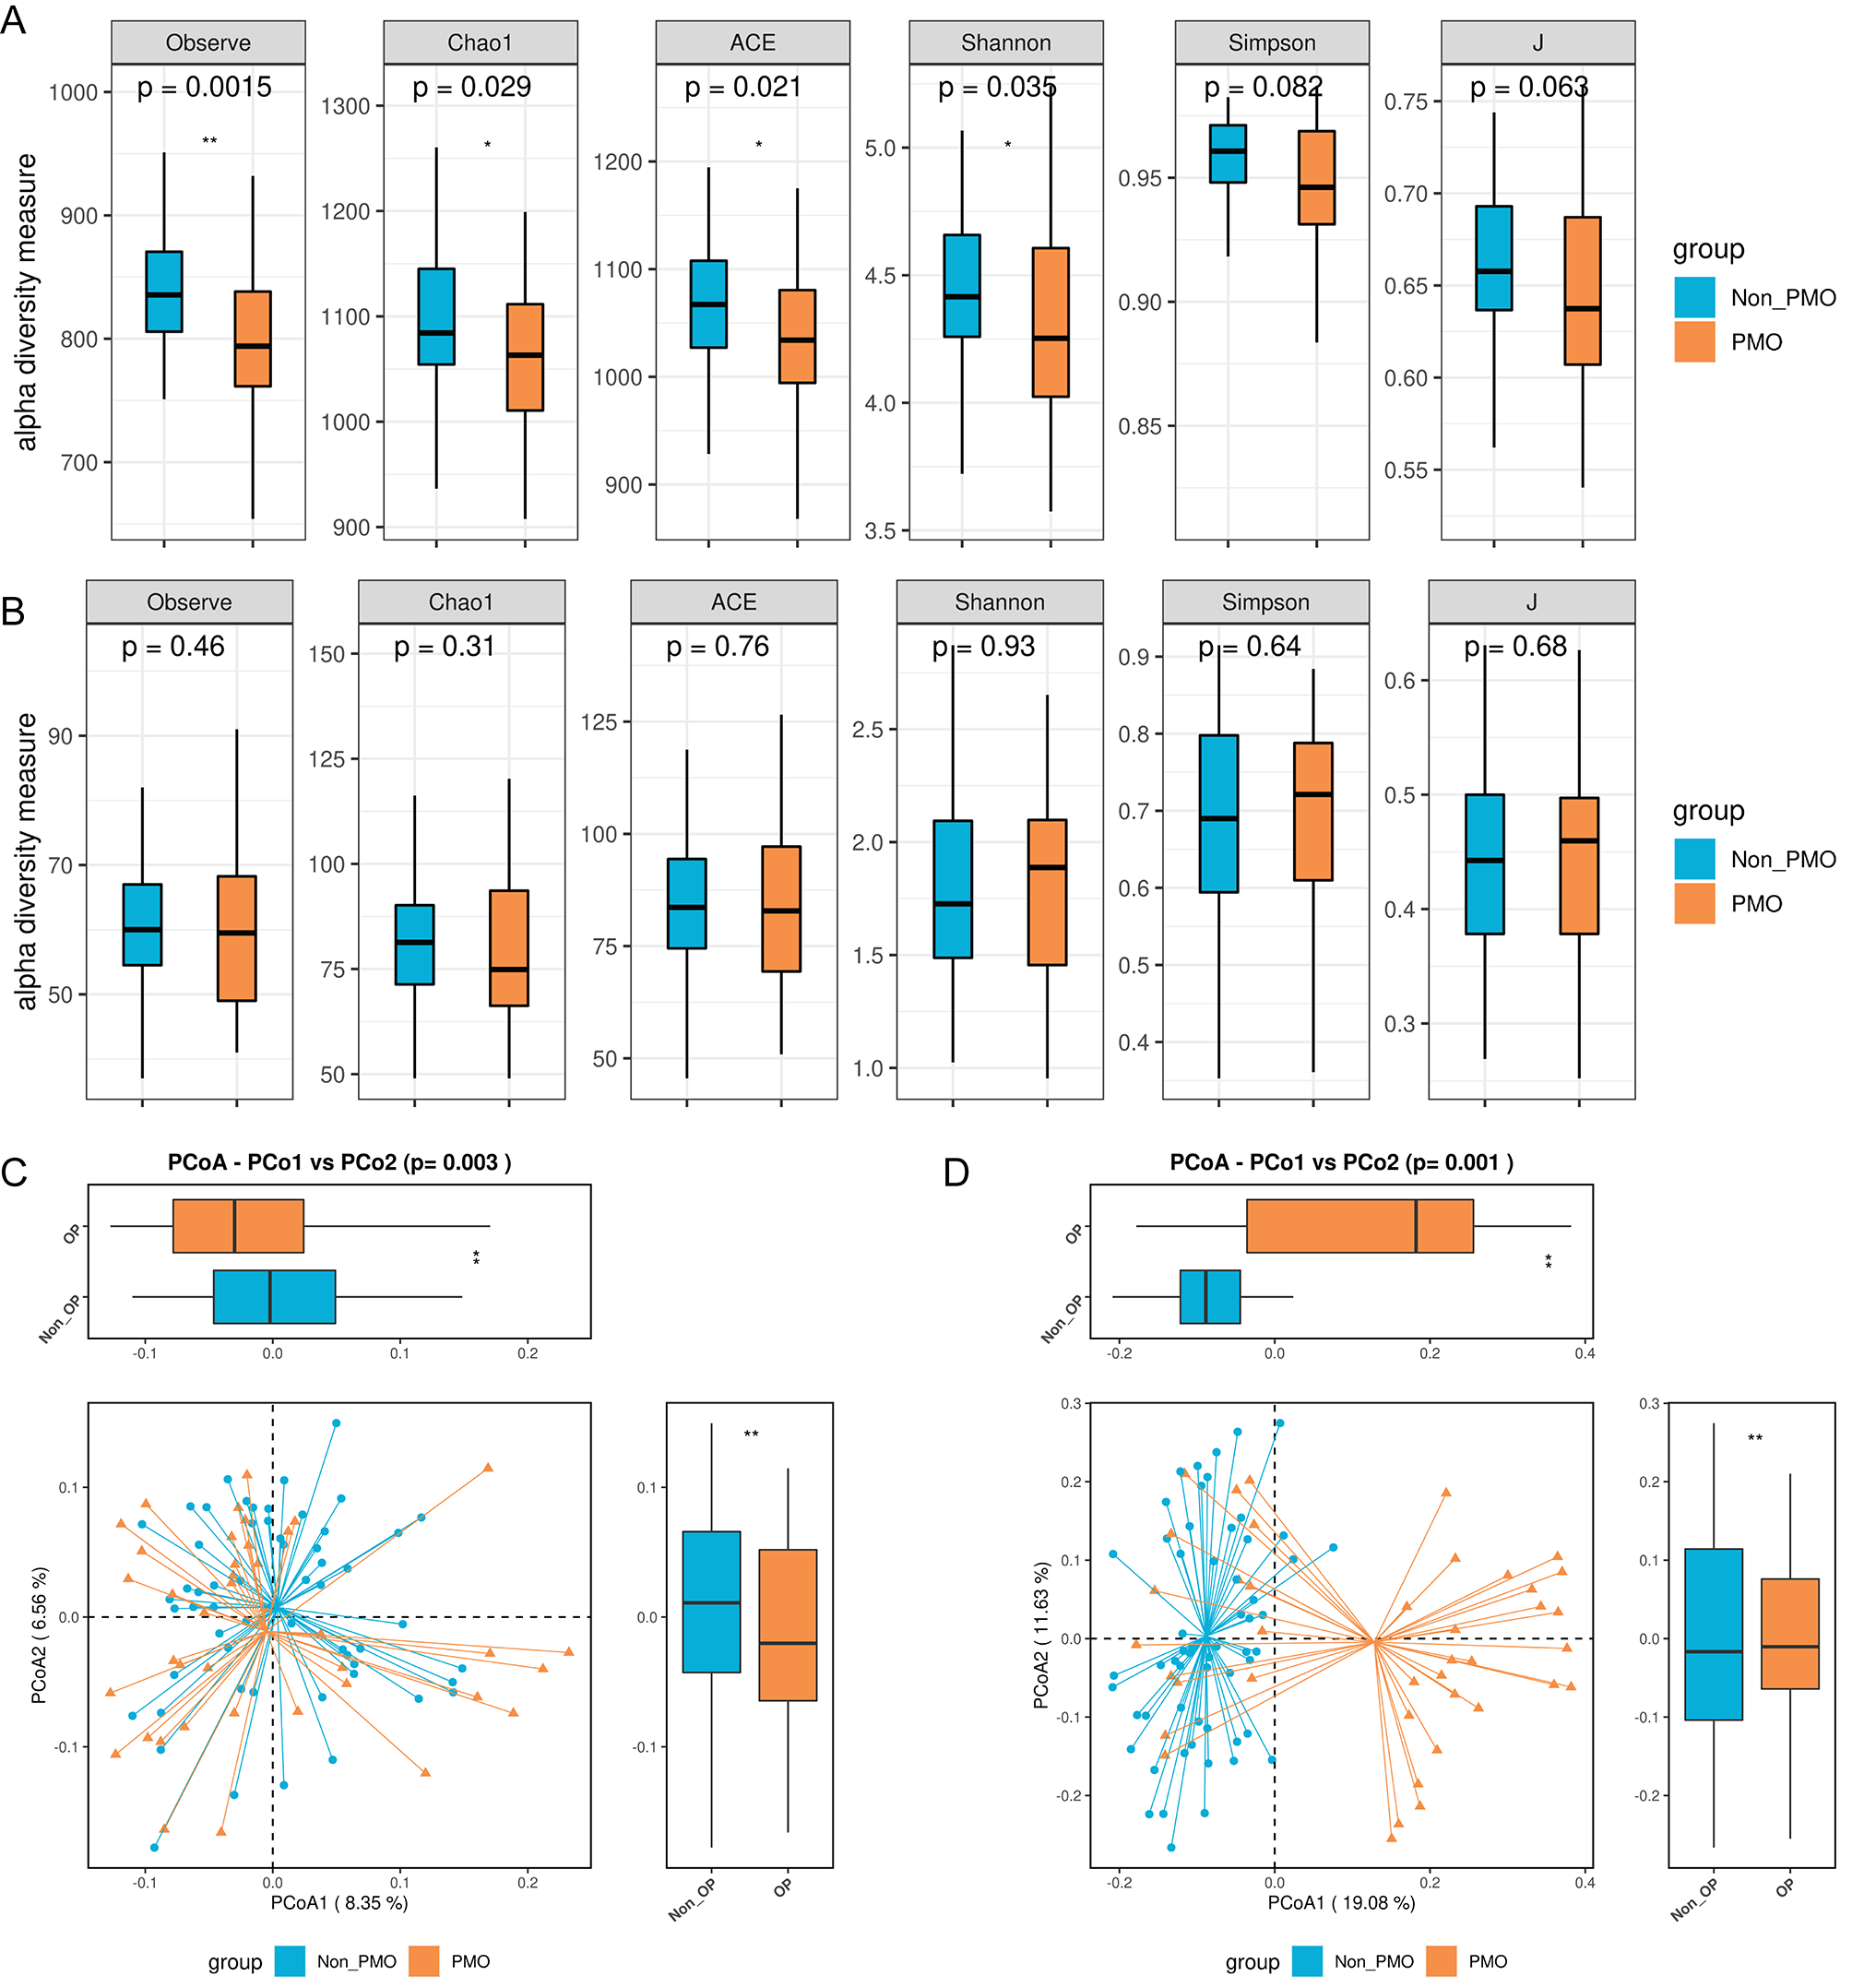 A
Observe Chao1 ACE Shannon Simpson J
p = 0.0015 p = 0.029 p = 0.021 p = 0.035 p = 0.082 p = 0.063
** * * *
alpha diversity measure
1000
900
800
700
1300
1200
1100
1000
900
1200
1100
1000
900
5.0
4.5
4.0
3.5
0.95
0.90
0.85
0.75
0.70
0.65
0.60
0.55
group
Non_PMO
PMO
B
Observe Chao1 ACE Shannon Simpson J
p = 0.46 p = 0.31 p = 0.76 p = 0.93 p = 0.64 p = 0.68
alpha diversity measure
90
70
50
150
125
100
75
50
125
100
75
50
2.5
2.0
1.5
1.0
0.9
0.8
0.7
0.6
0.5
0.4
0.6
0.5
0.4
0.3
group
Non_PMO
PMO
C
PCoA - PCo1 vs PCo2 (p= 0.003 )
OP
Non_OP
**
-0.1 0.0 0.1 0.2
PCoA2 ( 6.56 %)
0.1
0.0
-0.1
-0.1 0.0 0.1 0.2
PCoA1 ( 8.35 %)
**
0.1
0.0
-0.1
Non_OP OP
group Non_PMO PMO
D
PCoA - PCo1 vs PCo2 (p= 0.001 )
OP
Non_OP
**
-0.2 0.0 0.2 0.4
PCoA2 ( 11.63 %)
0.3
0.2
0.1
0.0
-0.1
-0.2
-0.2 0.0 0.2 0.4
PCoA1 ( 19.08 %)
**
0.3
0.2
0.1
0.0
-0.1
-0.2
Non_OP OP
group Non_PMO PMO